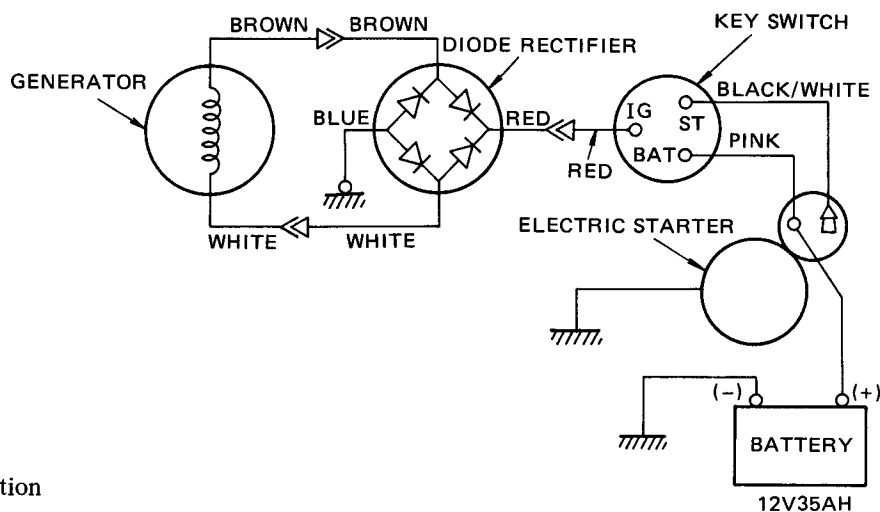 BROWN
BROWN
KEY SWITCH
DIODE RECTIFIER
GENERATOR
BLACK/WHITE
BLUE
RED
IG
ST
PINK
BAT
RED
ELECTRIC STARTER
WHITE
WHITE
(-)
(+)
BATTERY
tion
12V35AH